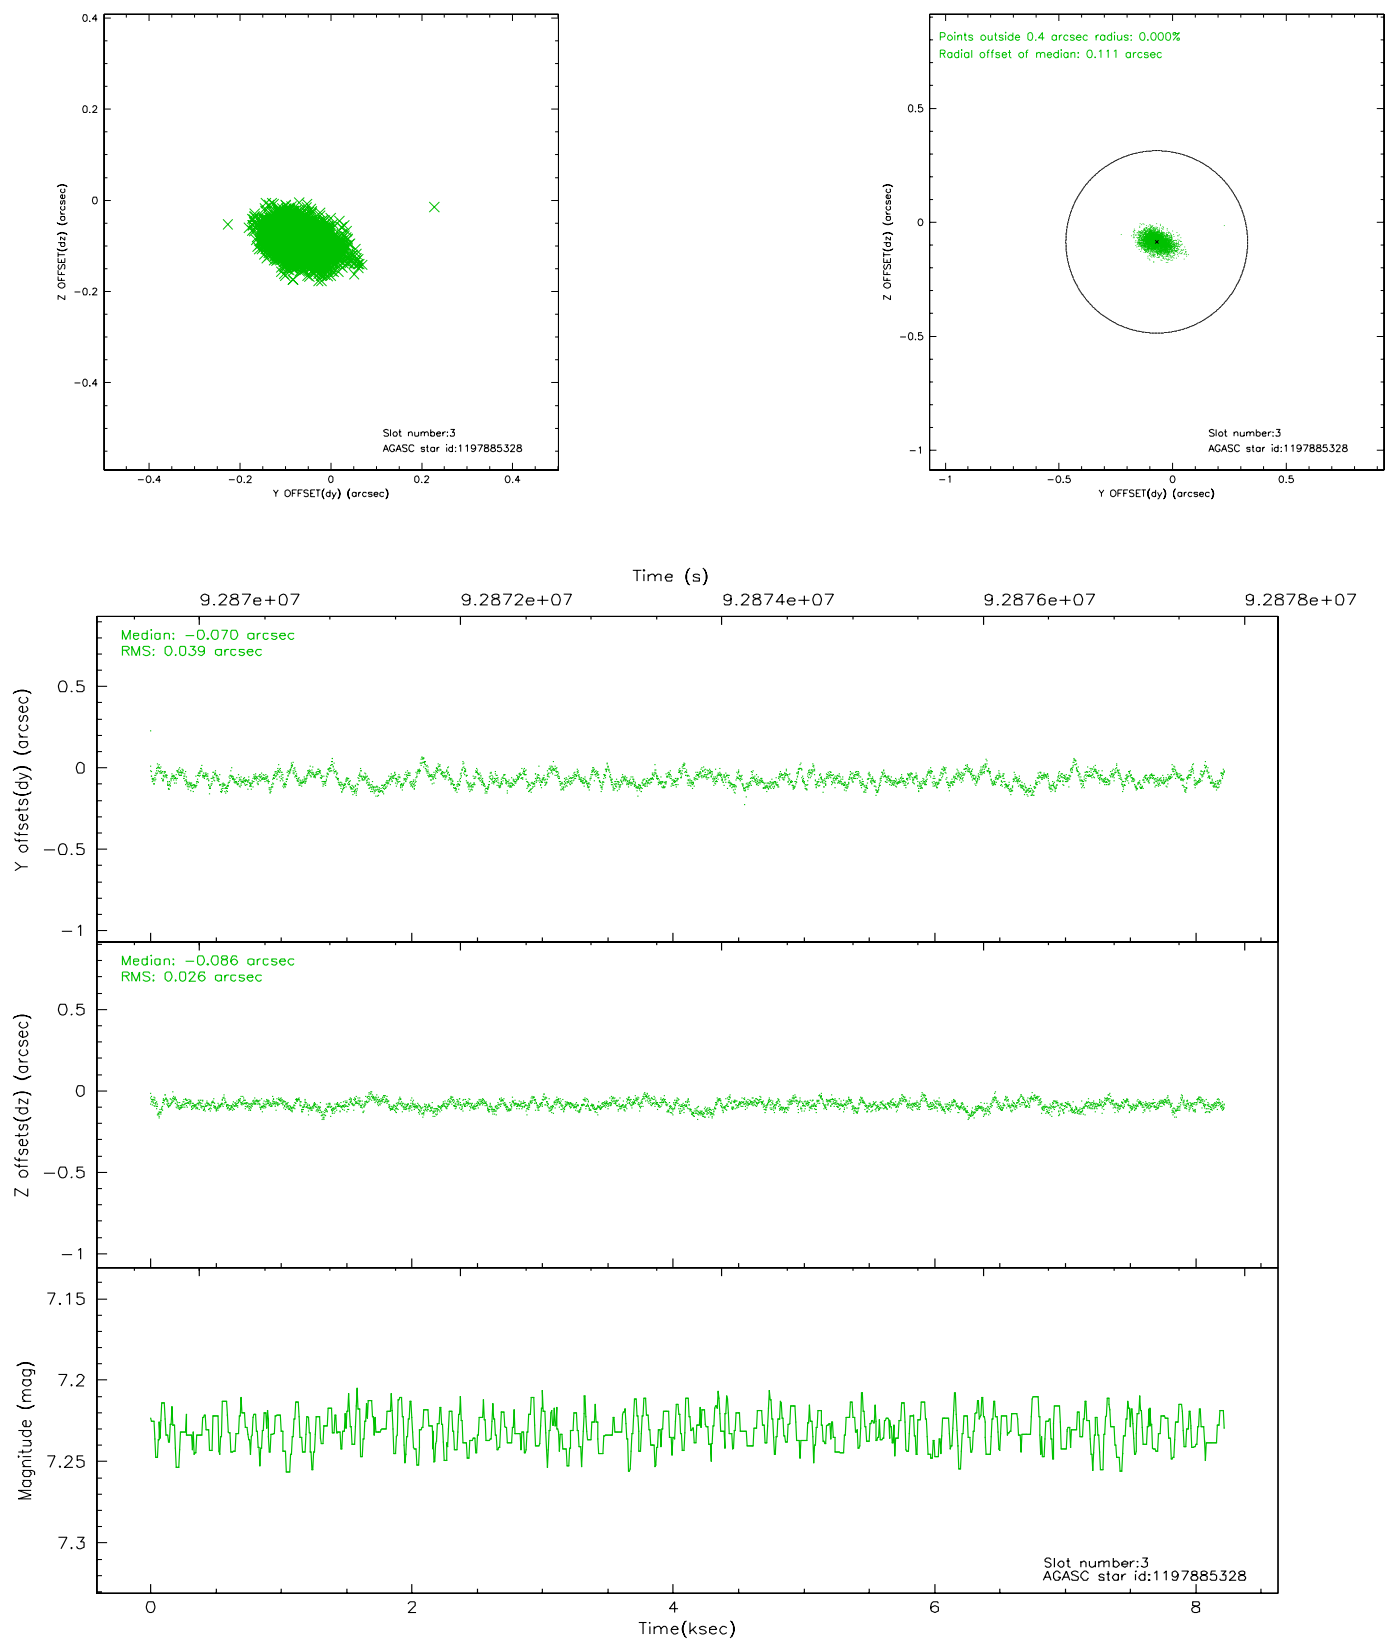 0.4
0.2
0
−0.2
−0.4
Z OFFSET(dz) (arcsec)
Slot number:3
AGASC star id:1197885328
−0.4 −0.2 0 0.2 0.4
Y OFFSET(dy) (arcsec)
Points outside 0.4 arcsec radius: 0.000%
Radial offset of median: 0.111 arcsec
0.5
0
−0.5
−1
Z OFFSET(dz) (arcsec)
Slot number:3
AGASC star id:1197885328
−1 −0.5 0 0.5
Y OFFSET(dy) (arcsec)
Time (s)
9.287e+07 9.2872e+07 9.2874e+07 9.2876e+07 9.2878e+07
Median: −0.070 arcsec
RMS: 0.039 arcsec
0.5
0
−0.5
−1
Y offsets(dy) (arcsec)
Median: −0.086 arcsec
RMS: 0.026 arcsec
0.5
0
−0.5
−1
Z offsets(dz) (arcsec)
7.15
7.2
7.25
7.3
Magnitude (mag)
Slot number:3
AGASC star id:1197885328
0 2 4 6 8
Time(ksec)